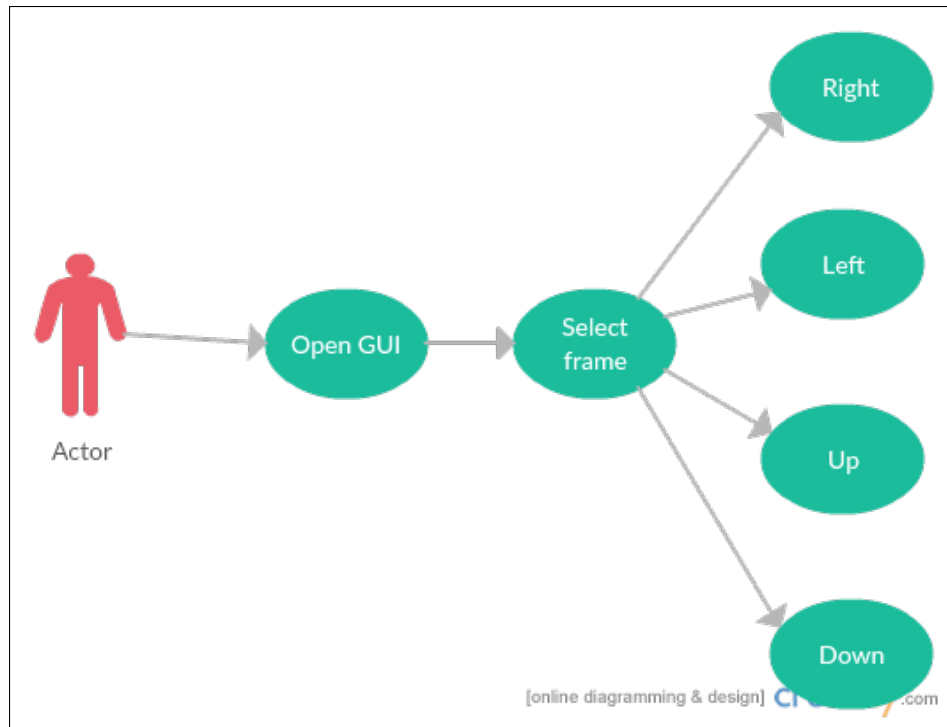 Right
Left
Open GUI
Select
frame
Up
Actor
Down
[online diagramming & design]
.com